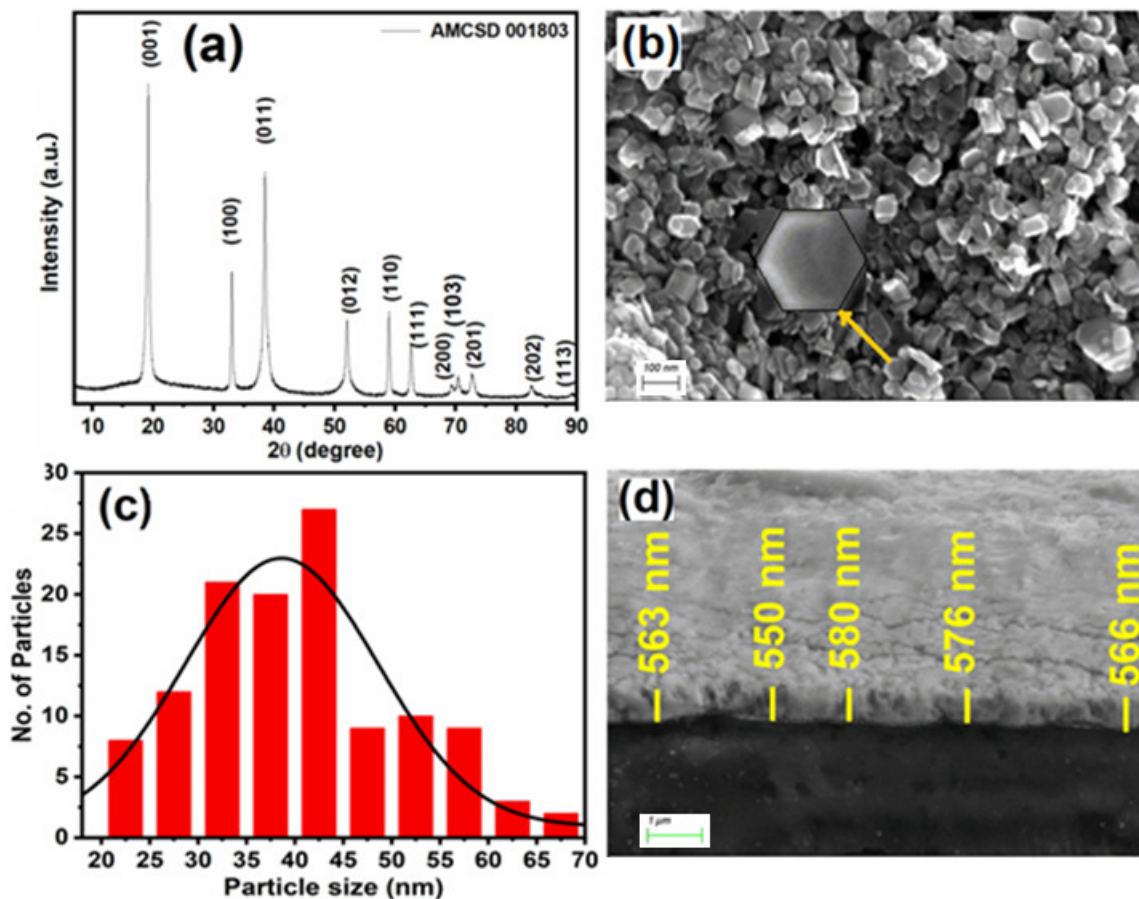 (a)
AMCSD 001803
(001)
(100)
(011)
(012)
(110)
(111)
(200)
(103)
(201)
(202)
(113)
Intensity (a.u.)
10 20 30 40 50 60 70 80 90
2θ (degree)
(b)
100 nm
(c)
No. of Particles
30
25
20
15
10
5
0
20 25 30 35 40 45 50 55 60 65 70
Particle size (nm)
(d)
563 nm
550 nm
580 nm
576 nm
566 nm
1 µm